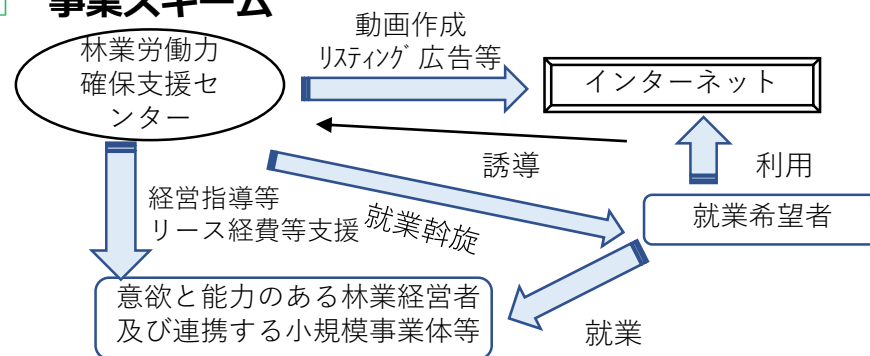 事業スキーム
林業労働力
確保支援セ
ンター
動画作成
ﾘｽﾃｨﾝｸﾞ広告等
インターネット
誘導
利用
経営指導等
リース経費等支援
就業斡旋
就業希望者
意欲と能力のある林業経営者
及び連携する小規模事業体等
就業